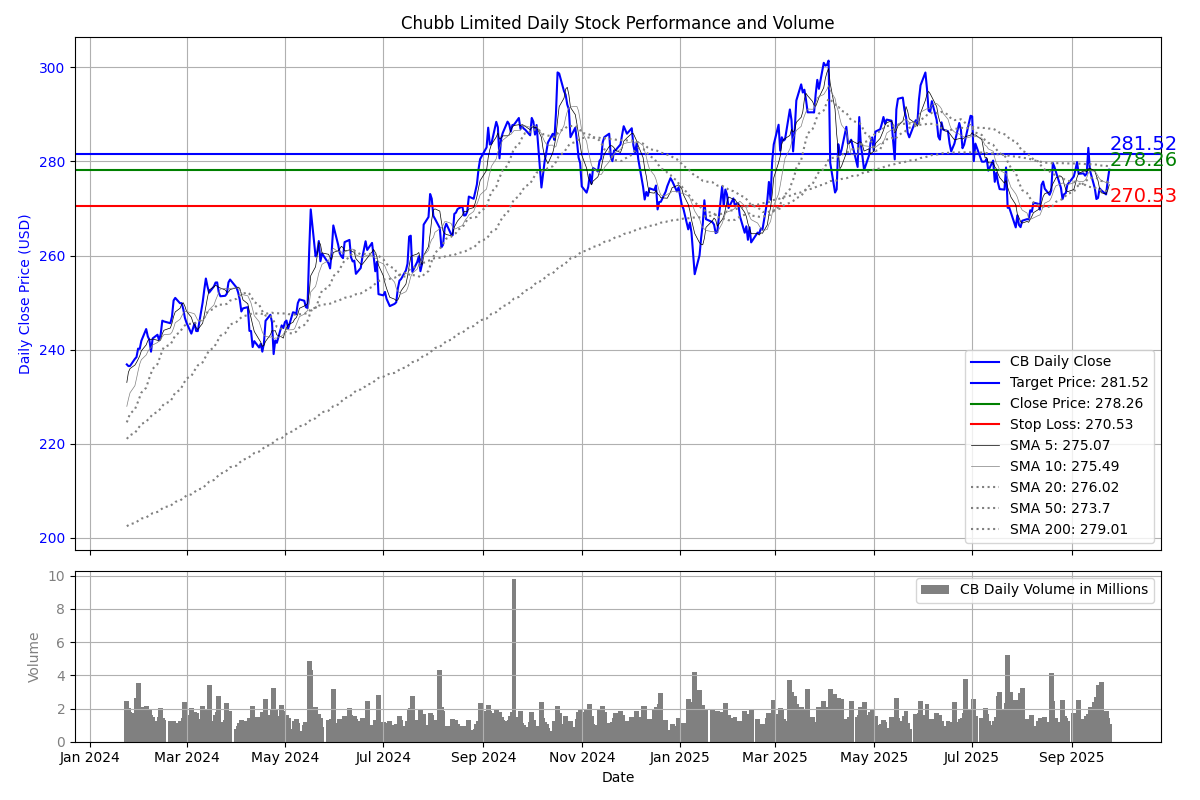 Chubb Limited Daily Stock Performance and Volume
Daily Close Price (USD)
300
280
260
240
220
200
281.52
278.26
270.53
CB Daily Close
Target Price: 281.52
Close Price: 278.26
Stop Loss: 270.53
SMA 5: 275.07
SMA 10: 275.49
SMA 20: 276.02
SMA 50: 273.7
SMA 200: 279.01
Volume
10
8
6
4
2
0
CB Daily Volume in Millions
Jan 2024
Mar 2024
May 2024
Jul 2024
Sep 2024
Nov 2024
Jan 2025
Mar 2025
May 2025
Jul 2025
Sep 2025
Date